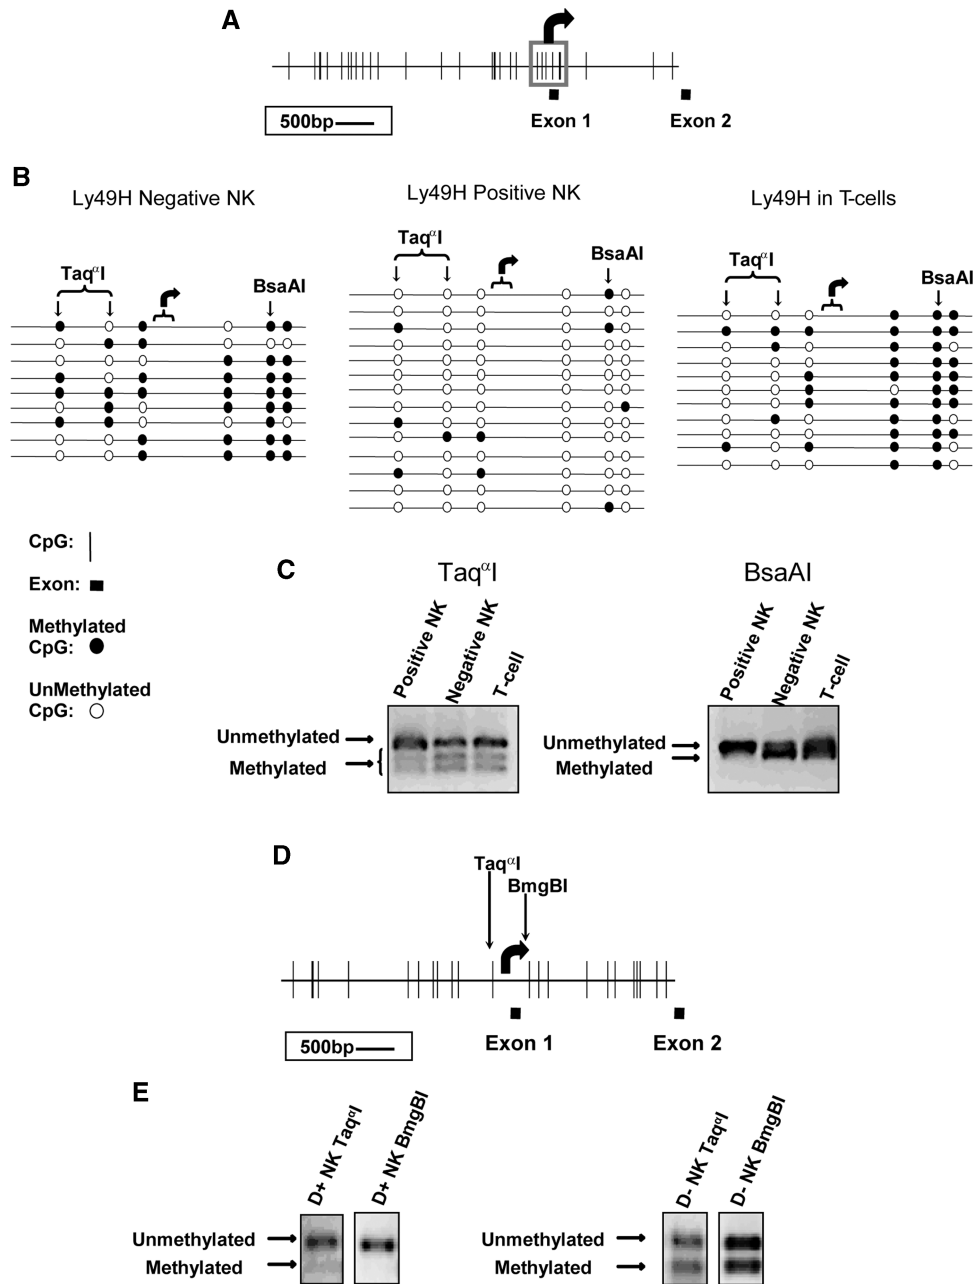 A
500bp
Exon 1
Exon 2
B
Ly49H Negative NK
Ly49H Positive NK
Ly49H in T-cells
TaqαI
BsaAI
TaqαI
BsaAI
TaqαI
BsaAI
CpG:
Exon:
Methylated
CpG:
UnMethylated
CpG:
C
TaqαI
BsaAI
Positive NK
Negative NK
T-cell
Positive NK
Negative NK
T-cell
Unmethylated
Methylated
Unmethylated
Methylated
D
TaqαI
BmgBI
500bp
Exon 1
Exon 2
E
D+ NK TaqαI
D+ NK BmgBI
D- NK TaqαI
D- NK BmgBI
Unmethylated
Methylated
Unmethylated
Methylated